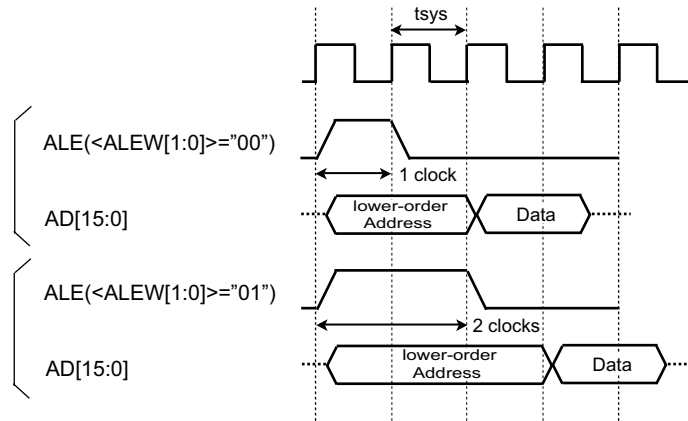 tsys
ALE(<ALEW[1:0]>=”00”)
1 clock
AD[15:0]
lower-order
Address
Data
ALE(<ALEW[1:0]>=”01”)
2 clocks
AD[15:0]
lower-order
Address
Data